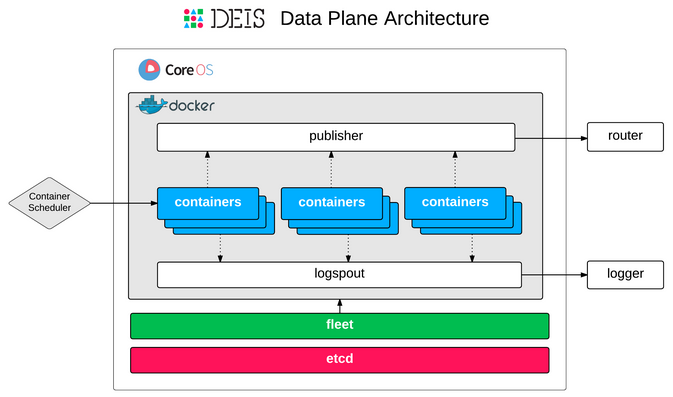 DEIS Data Plane Architecture
CoreOS
docker
publisher
router
Container
Scheduler
containers
containers
containers
logspout
logger
fleet
etcd